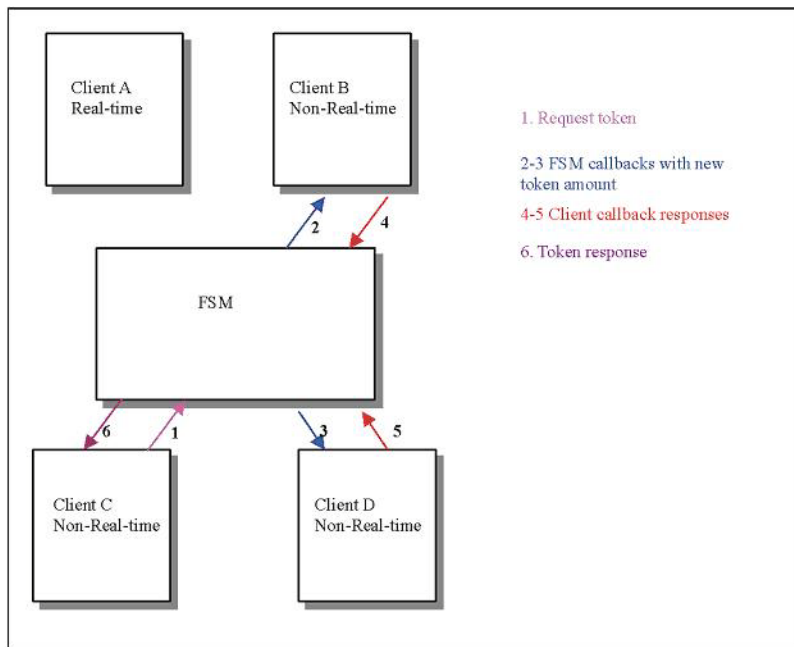 Client A
Real-time
Client B
Non-Real-time
1. Request token
2-3 FSM callbacks with new
token amount
4-5 Client callback responses
6. Token response
2
4
FSM
6
1
3
5
Client C
Non-Real-time
Client D
Non-Real-time